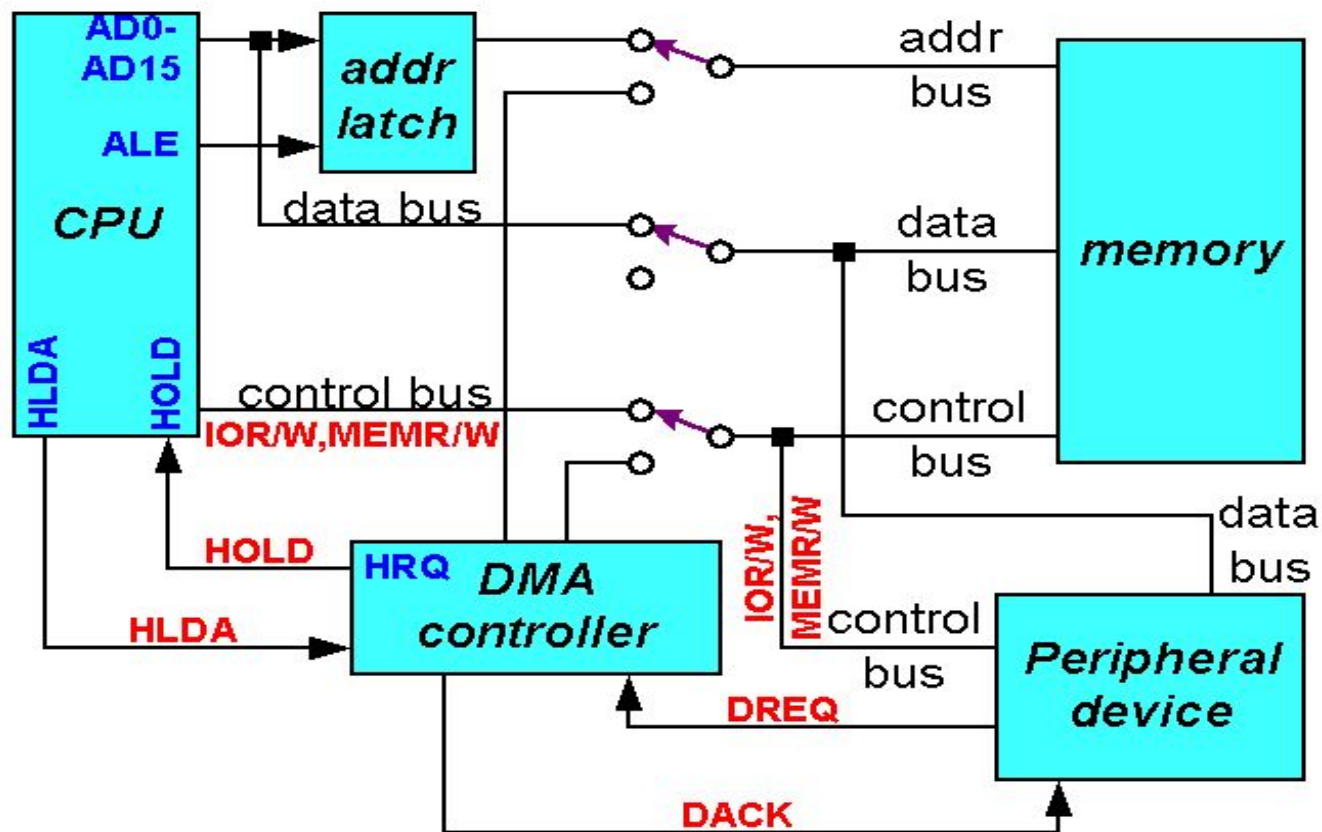 AD0-
AD15
ALE
CPU
HLDA
HOLD
addr
latch
data bus
control bus
IOR/W,MEMR/W
addr
bus
data
bus
control
bus
memory
HOLD
HLDA
HRQ
DMA
controller
IOR/W,
MEMR/W
control
bus
data
bus
Peripheral
device
DREQ
DACK